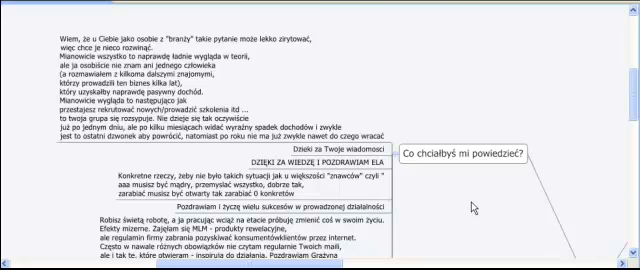 Wiem, że u Ciebie jako osobie z "branży" takie pytanie może lekko zirytować,
więc chce je nieco rozwinąć.
Mianowicie wszystko to naprawdę ładnie wygląda w teorii,
ale ja osobiście nie znam ani jednego człowieka
(a rozmawiałem z kilkoma dalszymi znajomymi,
którzy prowadzili ten biznes kilka lat),
który uzyskałby naprawdę pasywny dochód.
Mianowicie wygląda to następująco jak
przestajesz rekrutować nowych/prowadzić szkolenia itd ...
to twoja grupa się rozsypuje. Nie dzieje się tak oczywiście
już po jednym dniu, ale po kilku miesiącach widać wyraźny spadek dochodów i zwykle
jest to ostatni dzwonek aby powrócić, natomiast po roku nie ma już zwykle nawet do czego wracać
Dzieki za Twoje wiadomosci
Co chciałbyś mi powiedzieć?
DZIĘKI ZA WIEDZĘ I POZDRAWIAM ELA
Konkretne rzeczy, żeby nie było takich sytuacji jak u większości "znawców" czyli "
aaa musisz być mądry, przemyślać wszystko, dobrze tak,
zarabiać musisz być otwarty tak zarabiać 0 konkretów
Pozdrawiam i życzę wielu sukcesów w prowadzonej działalności
Robisz świetą robotę, a ja pracując wciąż na etacie próbuję zmienić coś w swoim życiu.
Efekty mizerne. Zajęłam się MLM - produkty rewelacyjne,
ale regulamin firmy zabrania pozyskiwać konsumentówklientów przez internet.
Często w nawale różnych obowiązków nie czytam regularnie Twoich maili,
ale i tak te, które otwieram - inspirują do działania. Pozdrawiam Grażyna